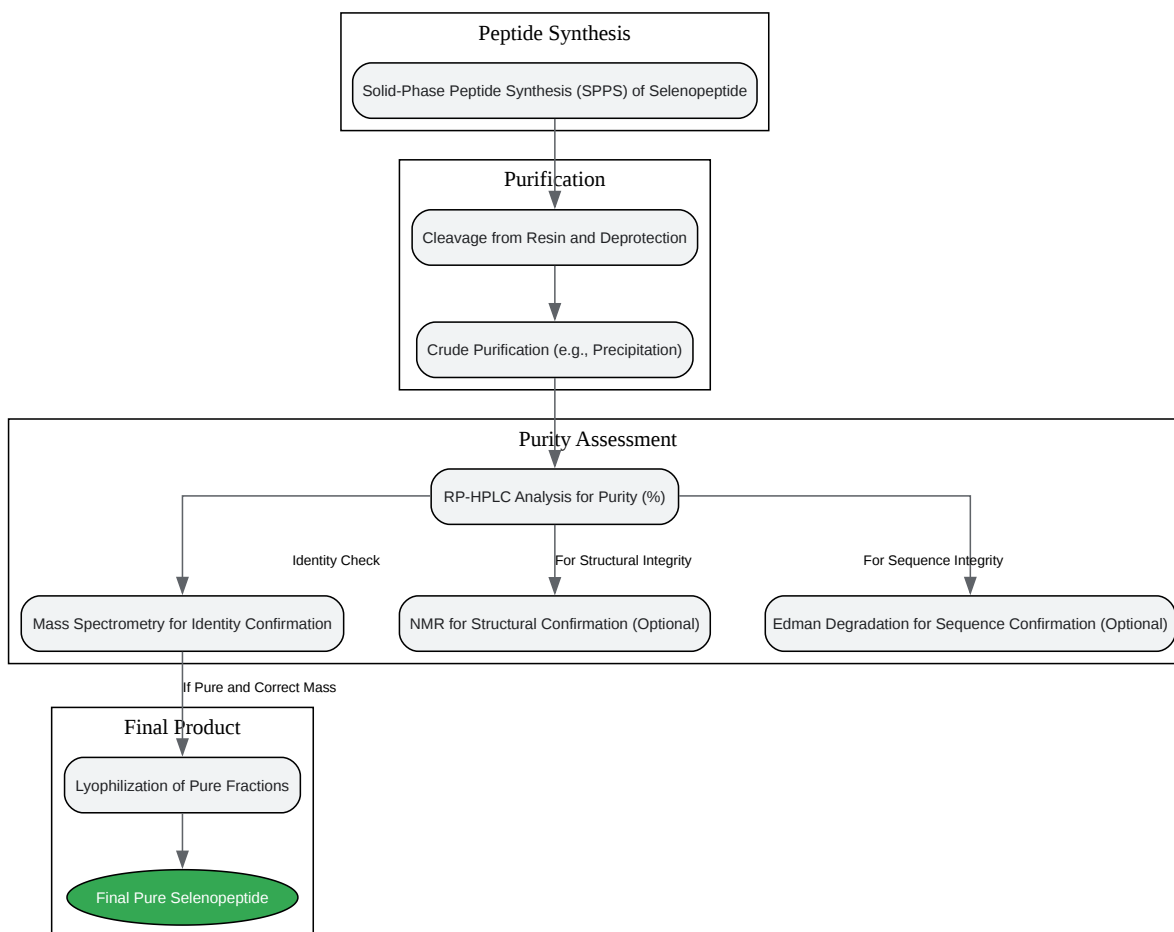 Peptide Synthesis
Solid-Phase Peptide Synthesis (SPPS) of Selenopeptide
Purification
Cleavage from Resin and Deprotection
Crude Purification (e.g., Precipitation)
Purity Assessment
RP-HPLC Analysis for Purity (%)
Identity Check
For Structural Integrity
For Sequence Integrity
Mass Spectrometry for Identity Confirmation
NMR for Structural Confirmation (Optional)
Edman Degradation for Sequence Confirmation (Optional)
If Pure and Correct Mass
Final Product
Lyophilization of Pure Fractions
Final Pure Selenopeptide